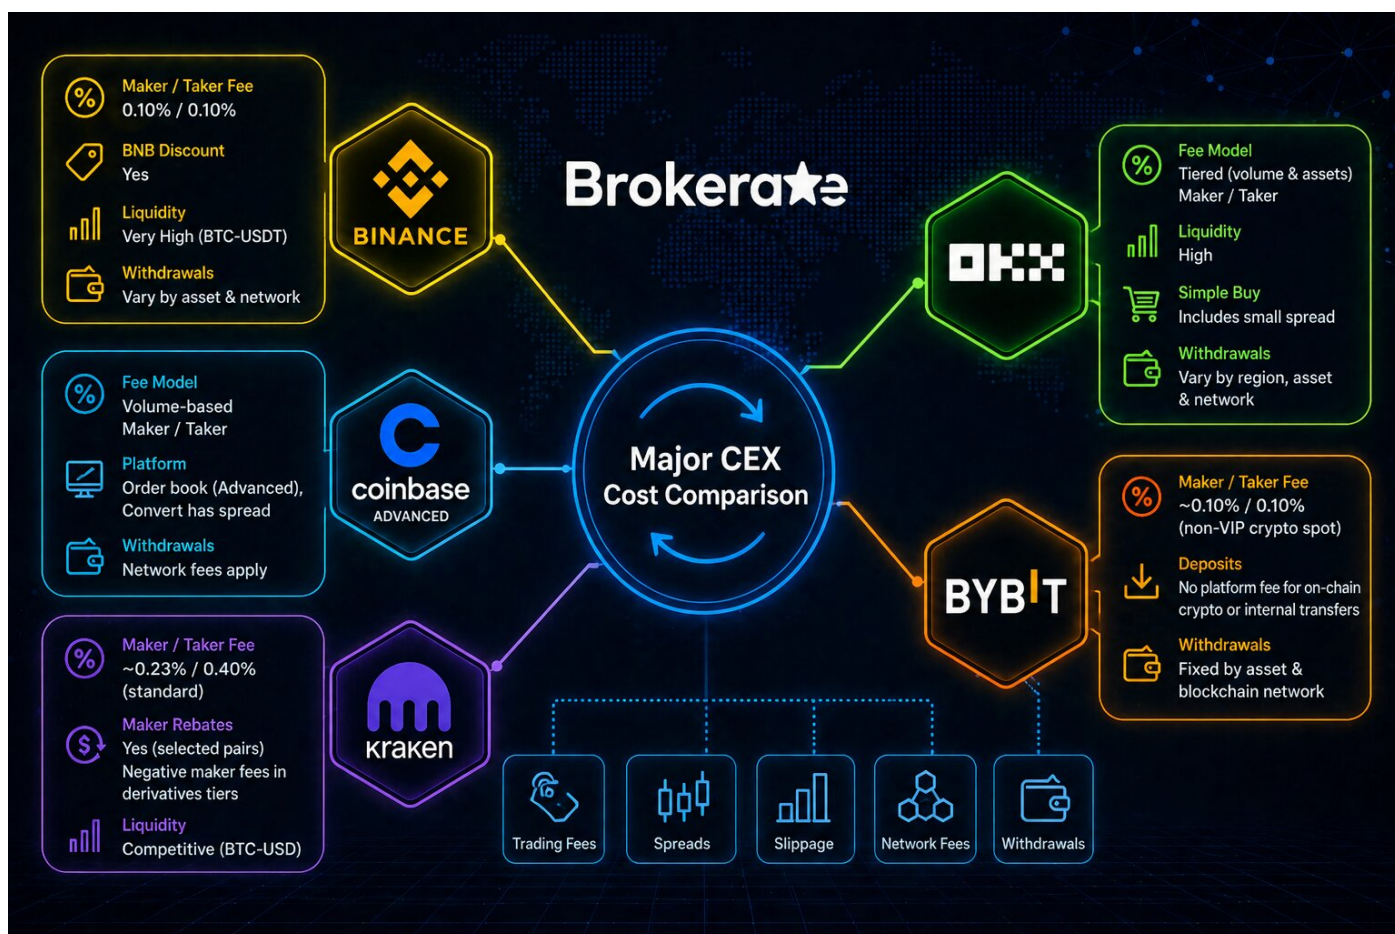 Maker / Taker Fee
0.10% / 0.10%
BNB Discount
Yes
Liquidity
Very High (BTC-USDT)
Withdrawals
Vary by asset & network
BINANCE
Brokerate
Fee Model
Tiered (volume & assets)
Maker / Taker
Liquidity
High
Simple Buy
Includes small spread
Withdrawals
Vary by region, asset
& network
OKX
Fee Model
Volume-based
Maker / Taker
Platform
Order book (Advanced),
Convert has spread
Withdrawals
Network fees apply
coinbase
ADVANCED
Major CEX
Cost Comparison
Maker / Taker Fee
~0.10% / 0.10%
(non-VIP crypto spot)
Deposits
No platform fee for on-chain
crypto or internal transfers
Withdrawals
Fixed by asset &
blockchain network
BYBIT
Maker / Taker Fee
~0.23% / 0.40%
(standard)
Maker Rebates
Yes (selected pairs)
Negative maker fees in
derivatives tiers
Liquidity
Competitive (BTC-USD)
kraken
Trading Fees
Spreads
Slippage
Network Fees
Withdrawals